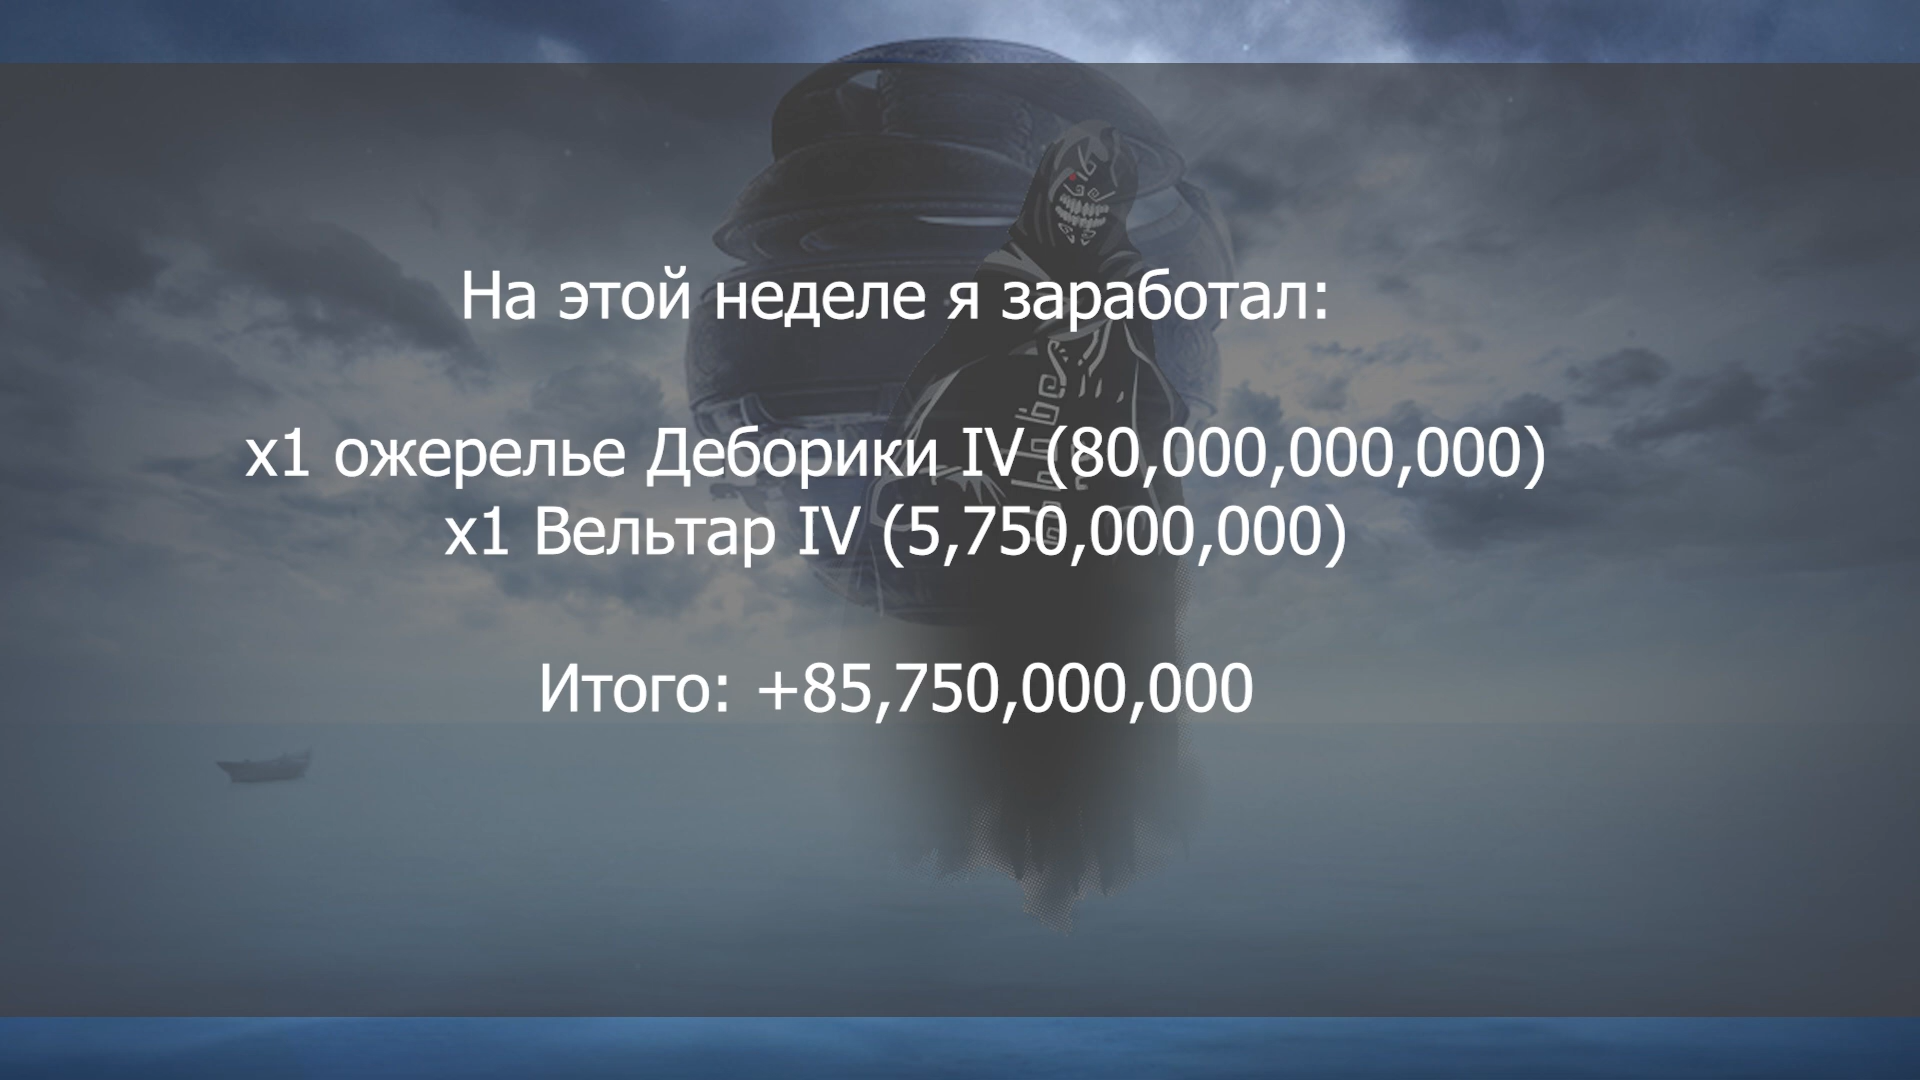 На этой неделе я заработал:
x1 ожерелье Деборики IV (80,000,000,000)
x1 Вельтар IV (5,750,000,000)
Итого: +85,750,000,000